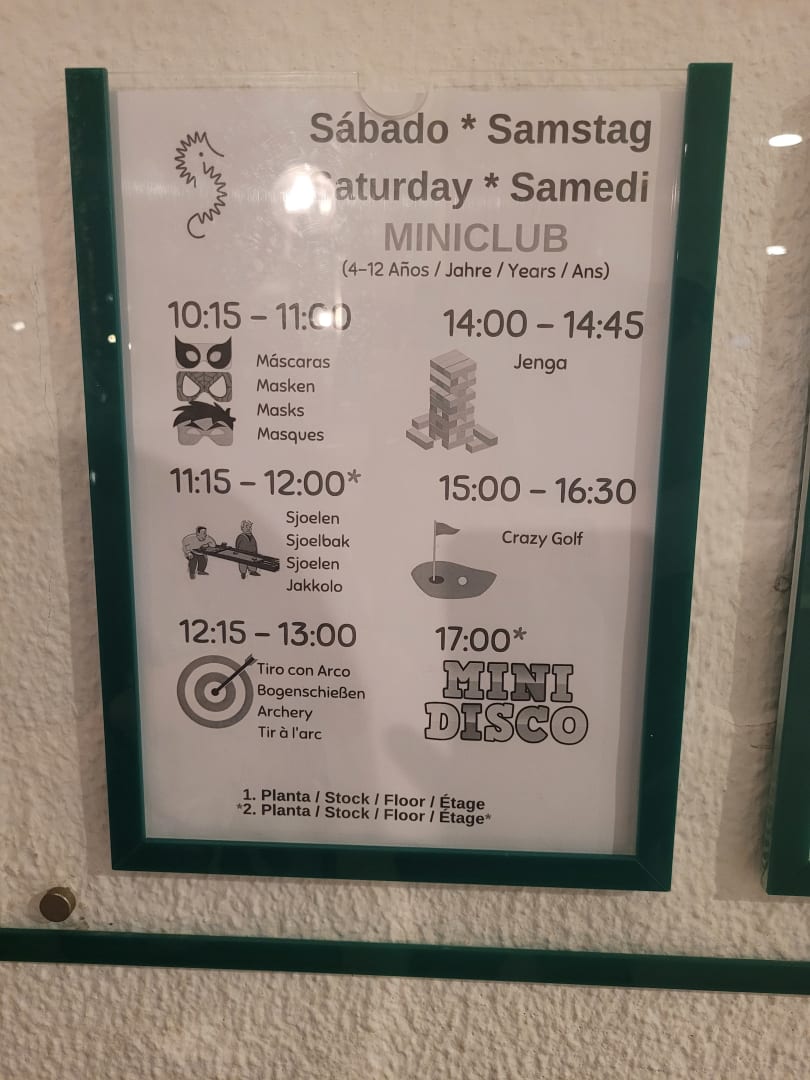 Sábado * Samstag
Saturday * Samedi
MINICLUB
(4-12 Años / Jahre / Years / Ans)
10:15 – 11:00
Máscaras
Masken
Masks
Masques
11:15 – 12:00*
Sjoelen
Sjoelbak
Sjoelen
Jakkolo
12:15 – 13:00
Tiro con Arco
Bogenschießen
Archery
Tir à l'arc
14:00 – 14:45
Jenga
15:00 – 16:30
Crazy Golf
17:00*
MINI
DISCO
1. Planta / Stock / Floor / Étage
*2. Planta / Stock / Floor / Étage*